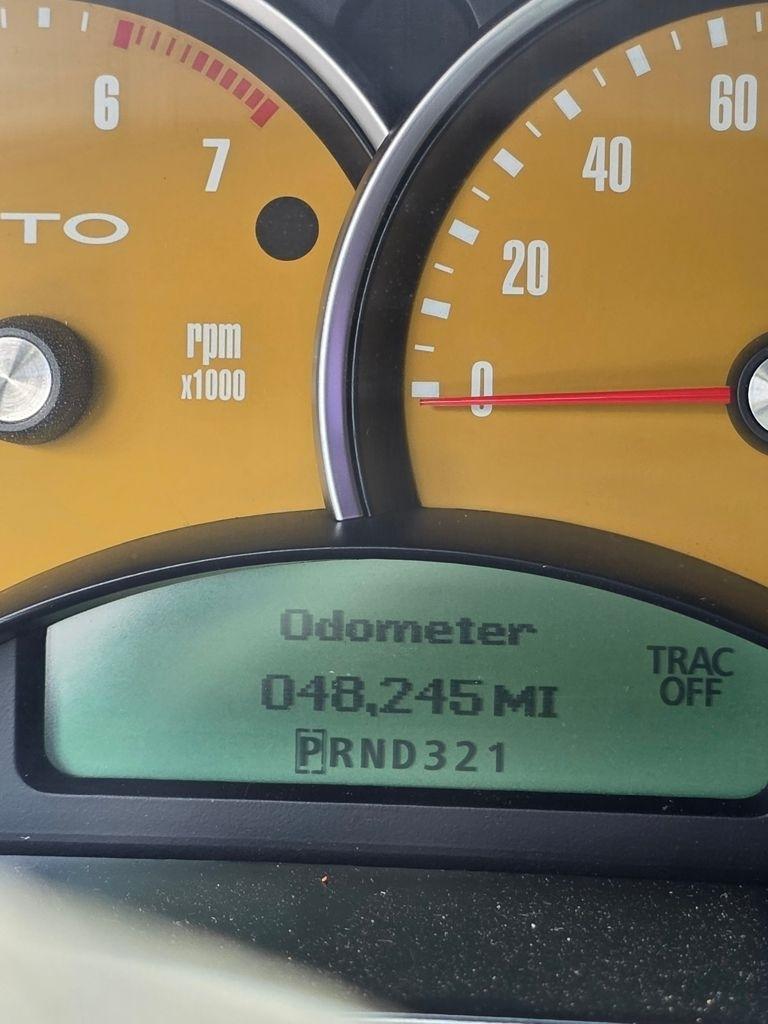 6
7
TO
rpm
x1000
0
20
40
60
Odometer
048,245 MI
PRND321
TRAC
OFF